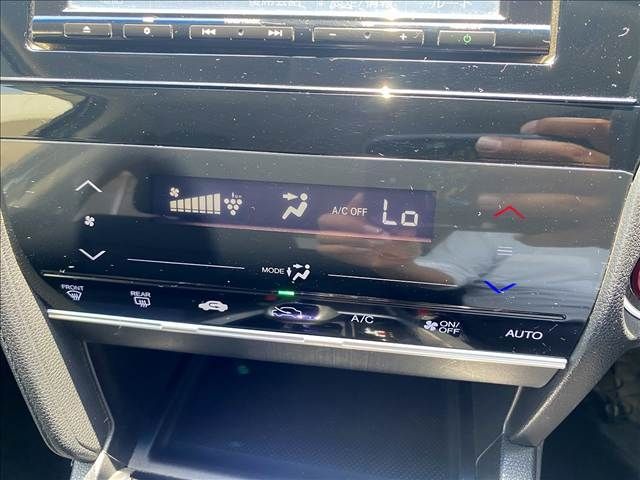 A/C OFF
Lo
MODE
FRONT
REAR
A/C
ON/
OFF
AUTO